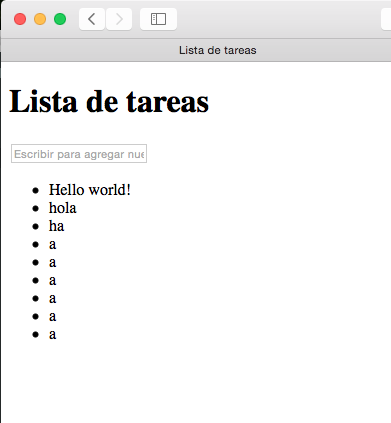 Lista de tareas
Lista de tareas
Escribir para agregar nue
Hello world!
hola
ha
a
a
a
a
a
a